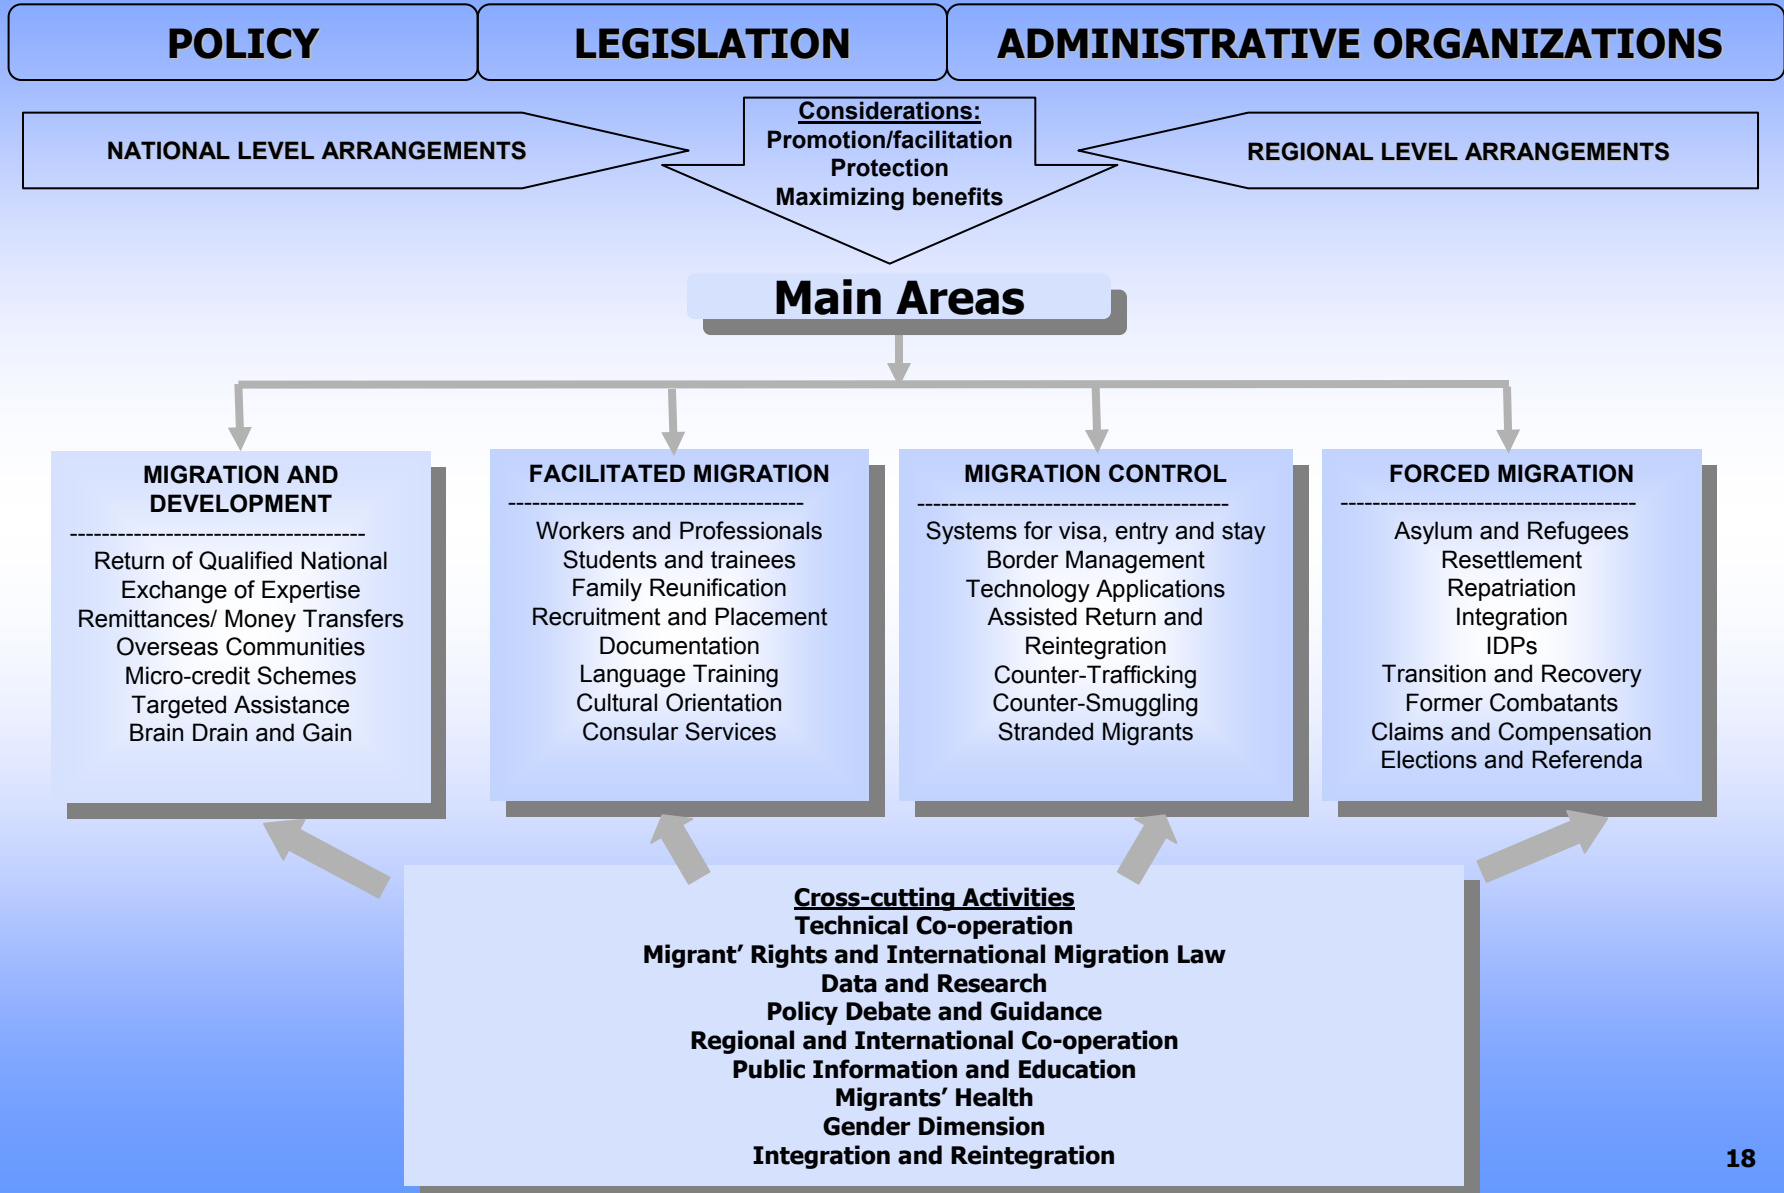 POLICY
LEGISLATION
ADMINISTRATIVE ORGANIZATIONS
NATIONAL LEVEL ARRANGEMENTS
Considerations:
Promotion/facilitation
Protection
Maximizing benefits
REGIONAL LEVEL ARRANGEMENTS
Main Areas
MIGRATION AND
DEVELOPMENT
-------------------------------------
Return of Qualified National
Exchange of Expertise
Remittances/ Money Transfers
Overseas Communities
Micro-credit Schemes
Targeted Assistance
Brain Drain and Gain
FACILITATED MIGRATION
-------------------------------------
Workers and Professionals
Students and trainees
Family Reunification
Recruitment and Placement
Documentation
Language Training
Cultural Orientation
Consular Services
MIGRATION CONTROL
---------------------------------------
Systems for visa, entry and stay
Border Management
Technology Applications
Assisted Return and
Reintegration
Counter-Trafficking
Counter-Smuggling
Stranded Migrants
FORCED MIGRATION
-------------------------------------
Asylum and Refugees
Resettlement
Repatriation
Integration
IDPs
Transition and Recovery
Former Combatants
Claims and Compensation
Elections and Referenda
Cross-cutting Activities
Technical Co-operation
Migrant’ Rights and International Migration Law
Data and Research
Policy Debate and Guidance
Regional and International Co-operation
Public Information and Education
Migrants’ Health
Gender Dimension
Integration and Reintegration
18